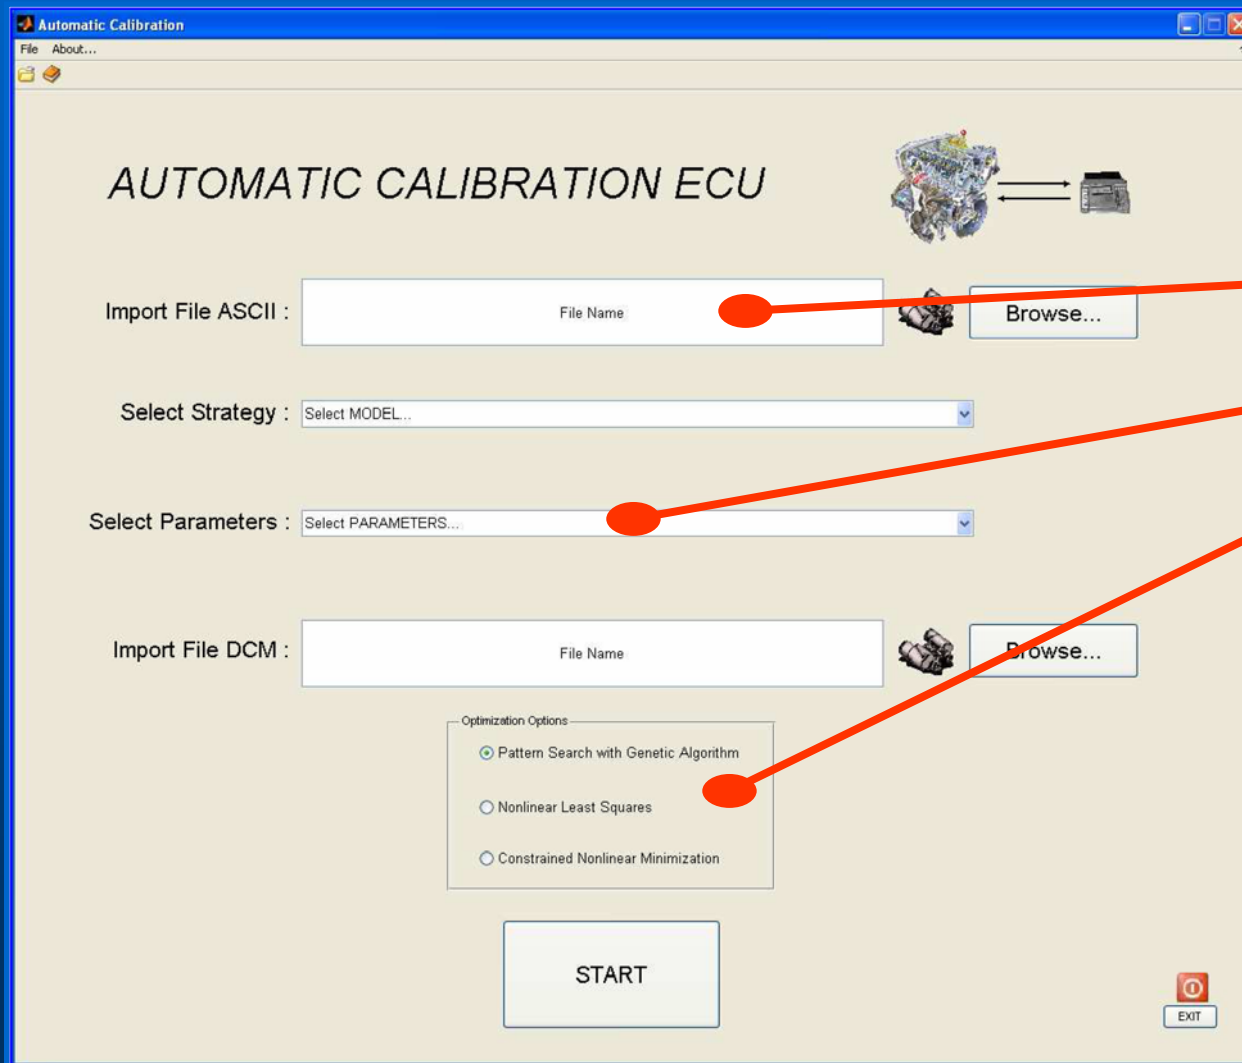 Automatic Calibration
File About...
AUTOMATIC CALIBRATION ECU
Import File ASCII :
File Name
Browse...
Select Strategy :
Select MODEL...
Select Parameters :
Select PARAMETERS...
Import File DCM :
File Name
Browse...
Optimization Options
Pattern Search with Genetic Algorithm
Nonlinear Least Squares
Constrained Nonlinear Minimization
START
EXIT